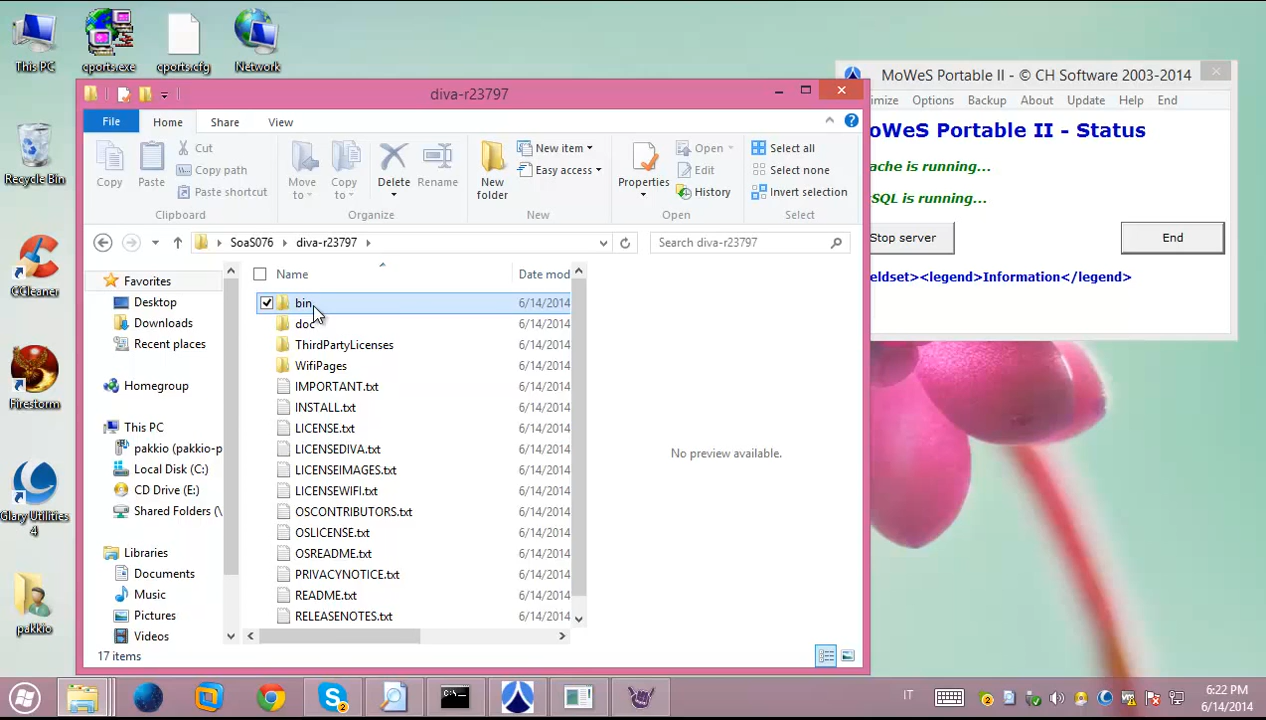 This PC
cports.exe
cports.cfg
Network
Recycle Bin
CCleaner
Firestorm
Glary Utilities 4
pakkio
diva-r23797
File
Home
Share
View
Copy
Paste
Cut
Copy path
Paste shortcut
Clipboard
Move to
Copy to
Delete
Rename
Organize
New folder
New item
Easy access
New
Properties
Open
Edit
History
Open
Select all
Select none
Invert selection
Select
SoaS076
diva-r23797
Search diva-r23797
Favorites
Desktop
Downloads
Recent places
Homegroup
This PC
pakkio (pakkio-p
Local Disk (C:)
CD Drive (E:)
Shared Folders (\
Libraries
Documents
Music
Pictures
Videos
Name
Date mod
bin
6/14/2014
doc
6/14/2014
ThirdPartyLicenses
6/14/2014
WifiPages
6/14/2014
IMPORTANT.txt
6/14/2014
INSTALL.txt
6/14/2014
LICENSE.txt
6/14/2014
LICENSEDIVA.txt
6/14/2014
LICENSEIMAGES.txt
6/14/2014
LICENSEWIFI.txt
6/14/2014
OSCONTRIBUTORS.txt
6/14/2014
OSLICENSE.txt
6/14/2014
OSREADME.txt
6/14/2014
PRIVACYNOTICE.txt
6/14/2014
README.txt
6/14/2014
RELEASENOTES.txt
6/14/2014
No preview available.
17 items
MoWeS Portable II - © CH Software 2003-2014
imize
Options
Backup
About
Update
Help
End
oWeS Portable II - Status
ache is running...
SQL is running...
Stop server
End
eldset><legend>Information</legend>
IT
6:22 PM
6/14/2014